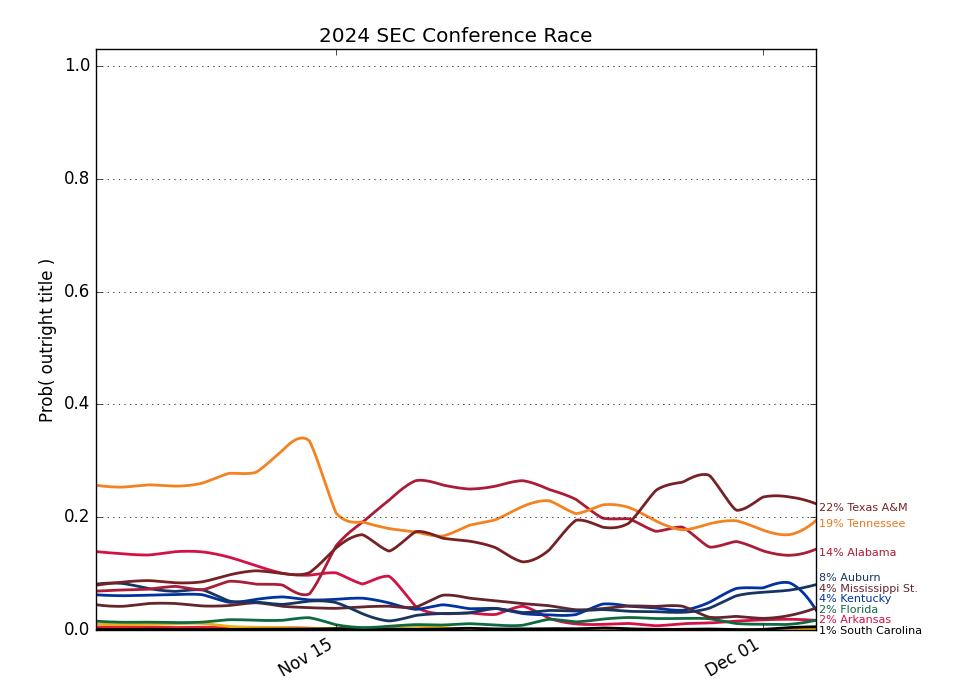 2024 SEC Conference Race
Prob( outright title )
1.0
0.8
0.6
0.4
0.2
0.0
Nov 15
Dec 01
22% Texas A&M
19% Tennessee
14% Alabama
8% Auburn
4% Mississippi St.
4% Kentucky
2% Florida
2% Arkansas
1% South Carolina